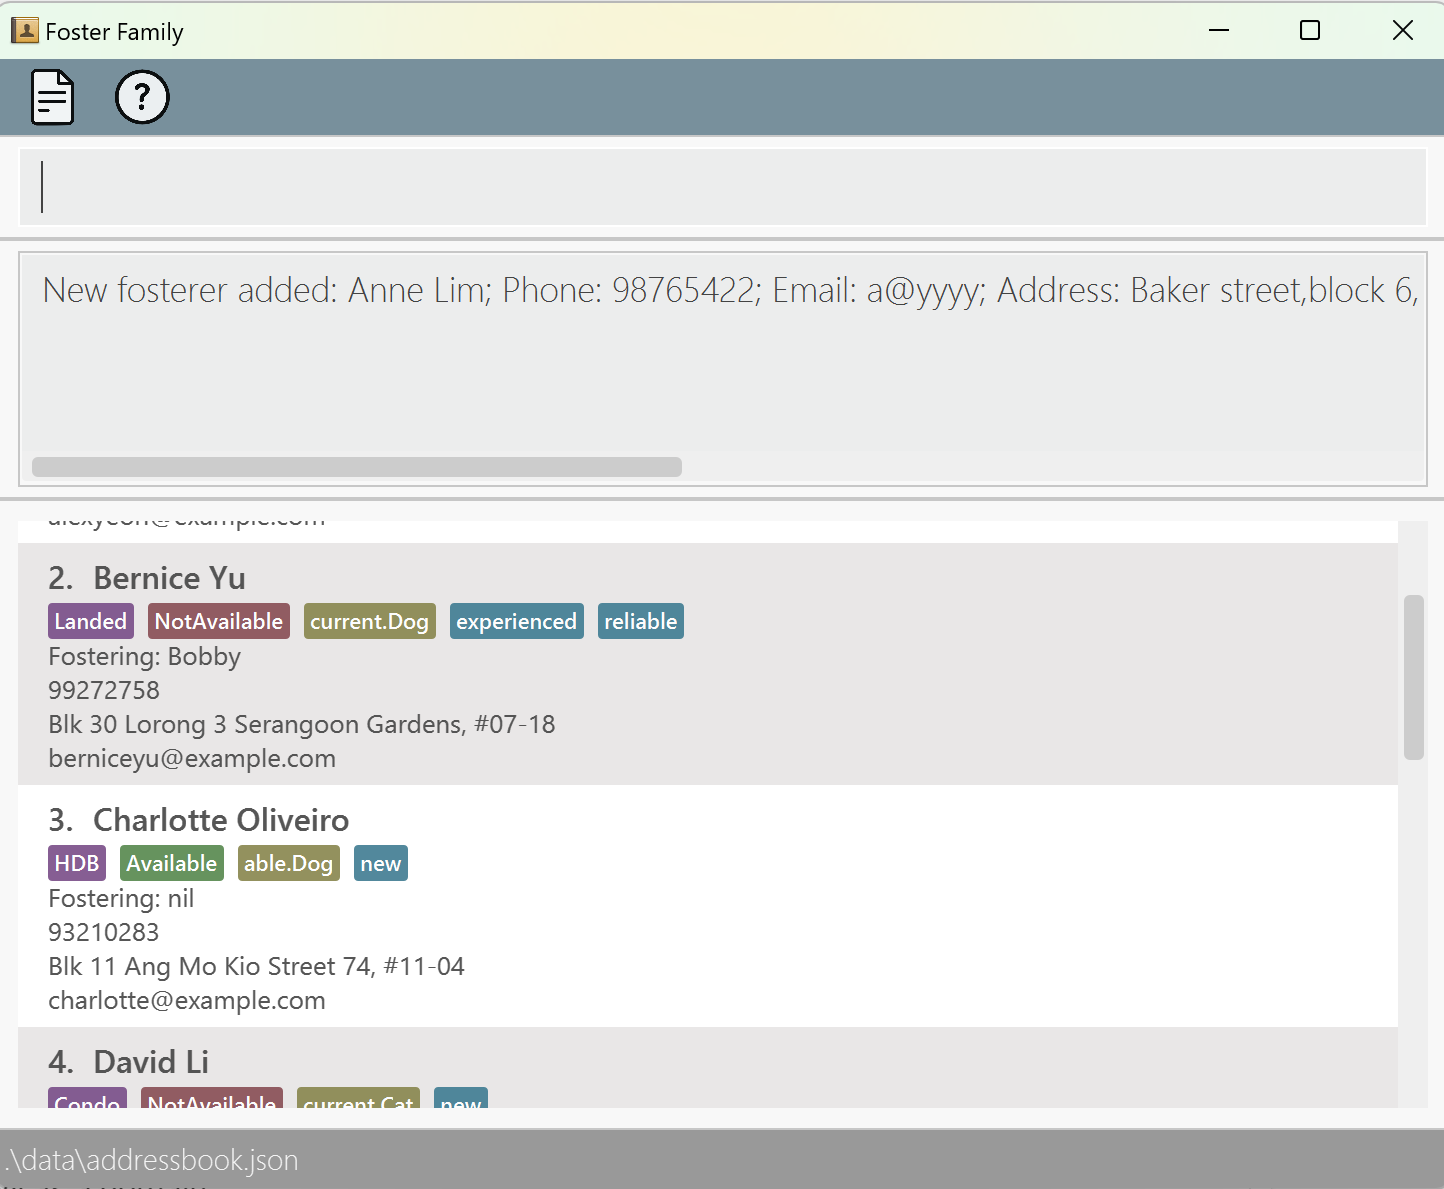 Foster Family
?
New fosterer added: Anne Lim; Phone: 98765422; Email: a@yyyy; Address: Baker street,block 6,
alexyeoh@example.com
2. Bernice Yu
Landed NotAvailable current.Dog experienced reliable
Fostering: Bobby
99272758
Blk 30 Lorong 3 Serangoon Gardens, #07-18
berniceyu@example.com
3. Charlotte Oliveiro
HDB Available able.Dog new
Fostering: nil
93210283
Blk 11 Ang Mo Kio Street 74, #11-04
charlotte@example.com
4. David Li
Condo NotAvailable current.Cat new
.\data\addressbook.json